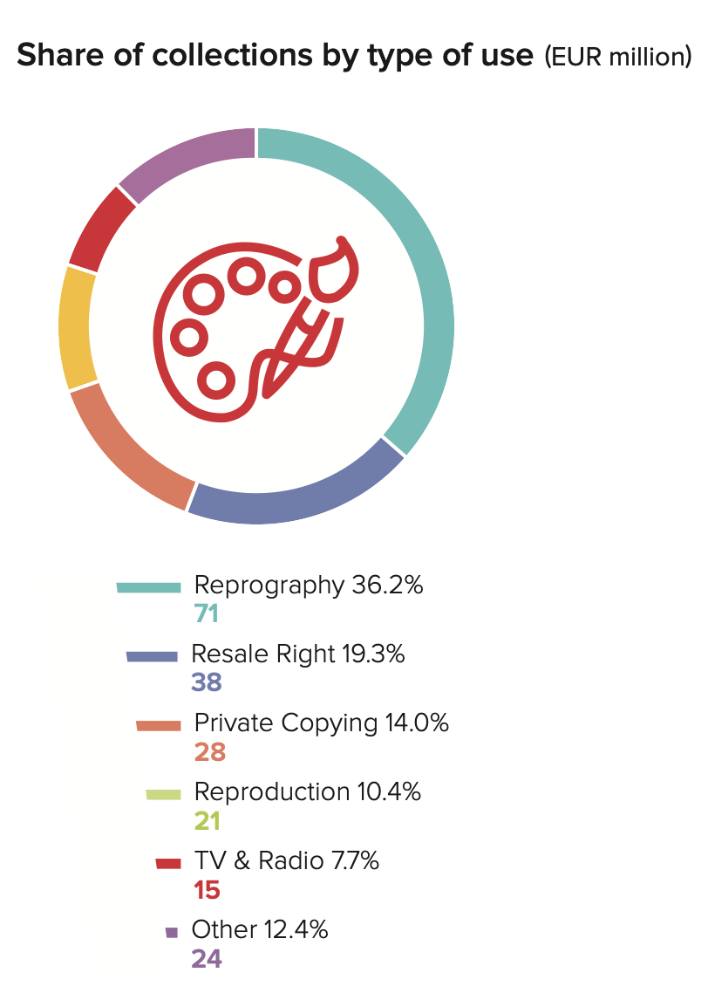 Share of collections by type of use (EUR million)
Reprography 36.2%
71
Resale Right 19.3%
38
Private Copying 14.0%
28
Reproduction 10.4%
21
TV & Radio 7.7%
15
Other 12.4%
24